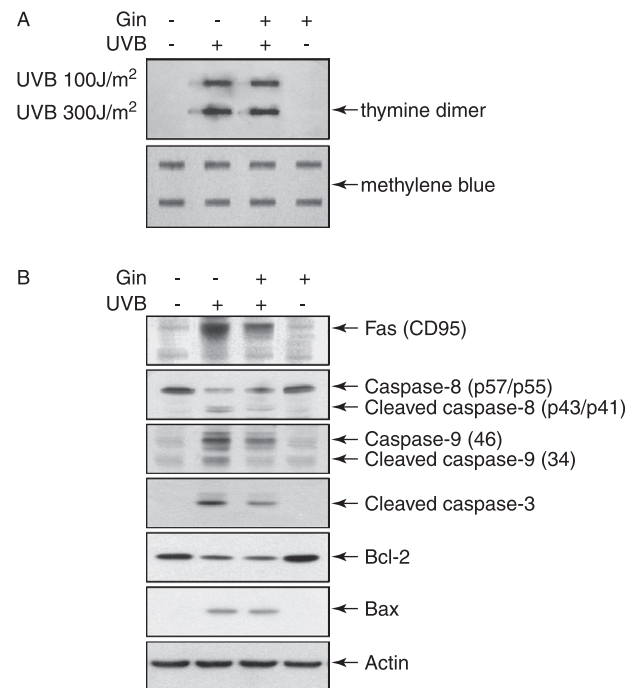 A
Gin - - + +
UVB - + + -
UVB 100J/m2
UVB 300J/m2
thymine dimer
methylene blue
B
Gin - - + +
UVB - + + -
Fas (CD95)
Caspase-8 (p57/p55)
Cleaved caspase-8 (p43/p41)
Caspase-9 (46)
Cleaved caspase-9 (34)
Cleaved caspase-3
Bcl-2
Bax
Actin